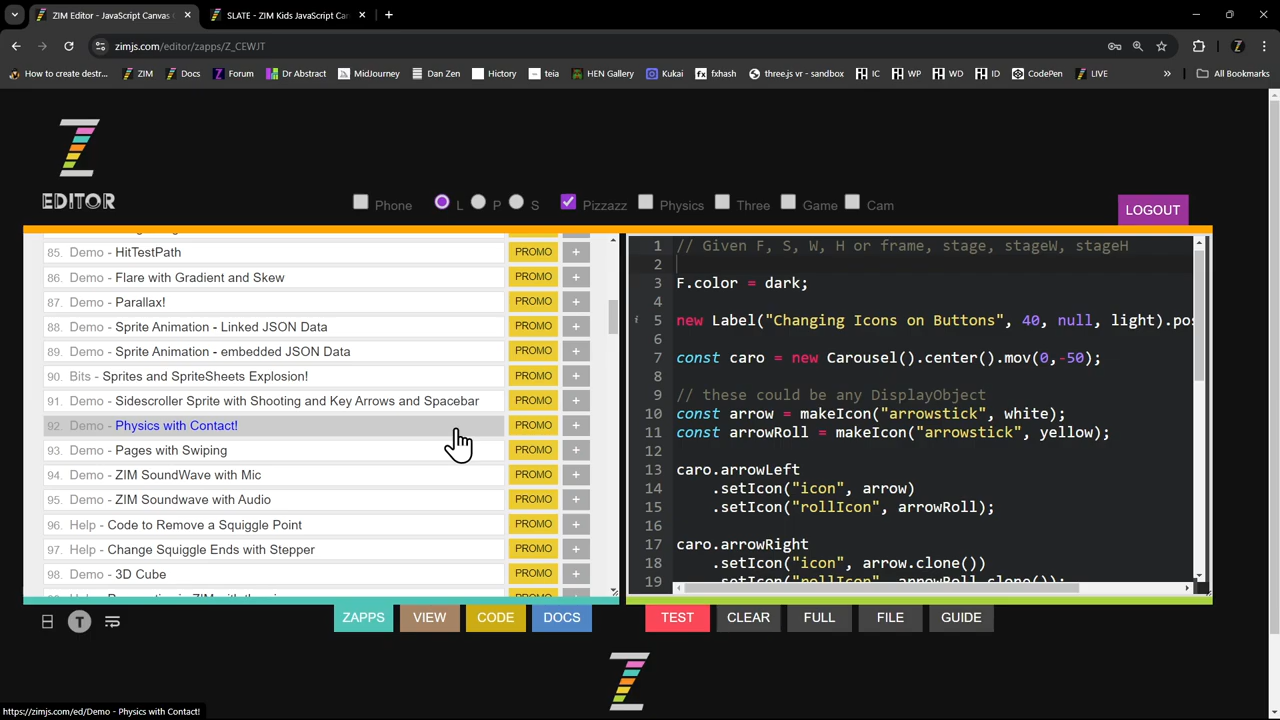 ZIM Editor - JavaScript Canvas
SLATE - ZIM Kids JavaScript Can
zimjs.com/editor/zapps/Z_CEWJT
How to create destr...
ZIM
Docs
Forum
Dr Abstract
MidJourney
Dan Zen
Hictory
teia
HEN Gallery
Kukai
fxhash
three.js vr - sandbox
IC
WP
WD
ID
CodePen
LIVE
All Bookmarks
EDITOR
Phone
L
P
S
Pizzazz
Physics
Three
Game
Cam
LOGOUT
85. Demo - HitTestPath PROMO +
86. Demo - Flare with Gradient and Skew PROMO +
87. Demo - Parallax! PROMO +
88. Demo - Sprite Animation - Linked JSON Data PROMO +
89. Demo - Sprite Animation - embedded JSON Data PROMO +
90. Bits - Sprites and SpriteSheets Explosion! PROMO +
91. Demo - Sidescroller Sprite with Shooting and Key Arrows and Spacebar PROMO +
92. Demo - Physics with Contact! PROMO +
93. Demo - Pages with Swiping PROMO +
94. Demo - ZIM SoundWave with Mic PROMO +
95. Demo - ZIM Soundwave with Audio PROMO +
96. Help - Code to Remove a Squiggle Point PROMO +
97. Help - Change Squiggle Ends with Stepper PROMO +
98. Demo - 3D Cube PROMO +
1 // Given F, S, W, H or frame, stage, stageW, stageH
2
3 F.color = dark;
4
5 new Label("Changing Icons on Buttons", 40, null, light).pos
6
7 const caro = new Carousel().center().mov(0,-50);
8
9 // these could be any DisplayObject
10 const arrow = makeIcon("arrowstick", white);
11 const arrowRoll = makeIcon("arrowstick", yellow);
12
13 caro.arrowLeft
14 .setIcon("icon", arrow)
15 .setIcon("rollIcon", arrowRoll);
16
17 caro.arrowRight
18 .setIcon("icon", arrow.clone())
19 .setIcon("rollIcon", arrowRoll.clone());
T
ZAPPS
VIEW
CODE
DOCS
TEST
CLEAR
FULL
FILE
GUIDE
https://zimjs.com/ed/Demo - Physics with Contact!